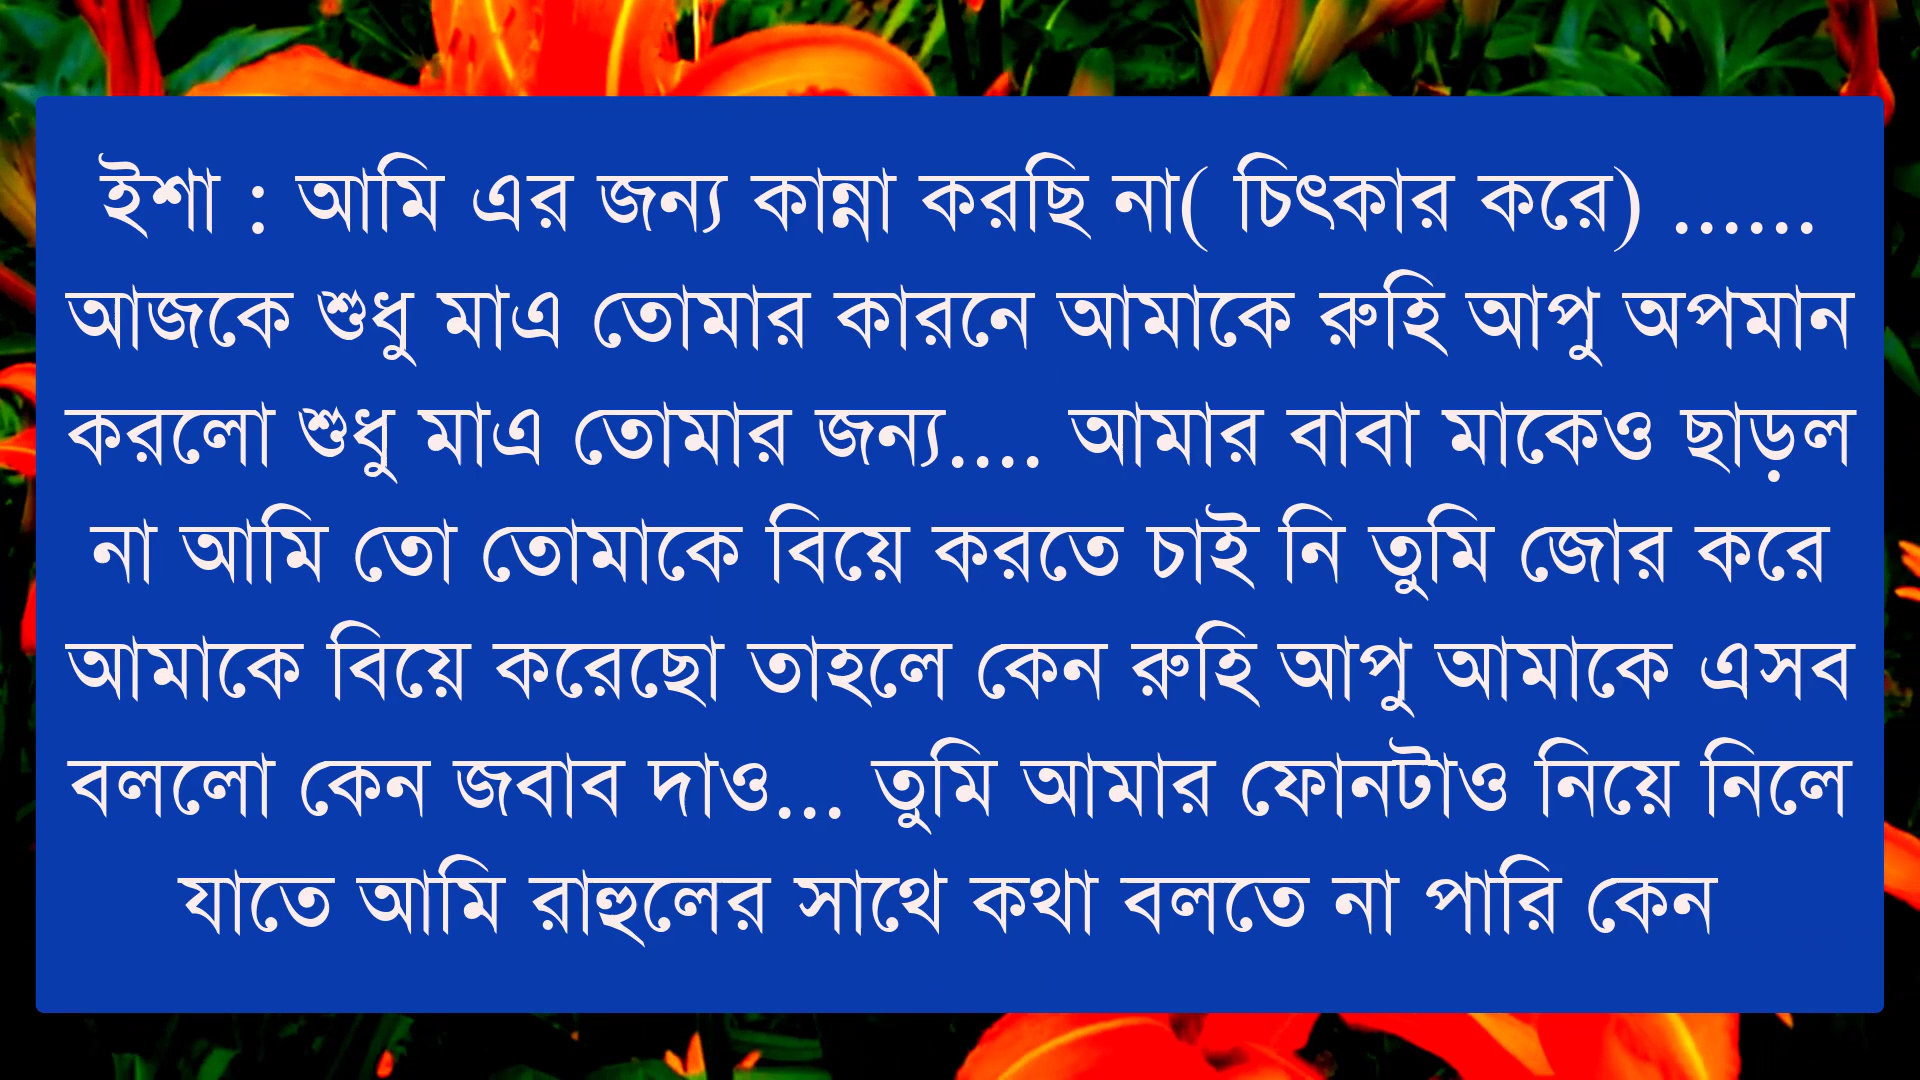 ইশা : আমি এর জন্য কান্না করছি না( চিৎকার করে) ......
আজকে শুধু মাএ তোমার কারনে আমাকে রুহি আপু অপমান
করলো শুধু মাএ তোমার জন্য.... আমার বাবা মাকেও ছাড়ল
না আমি তো তোমাকে বিয়ে করতে চাই নি তুমি জোর করে
আমাকে বিয়ে করেছো তাহলে কেন রুহি আপু আমাকে এসব
বললো কেন জবাব দাও... তুমি আমার ফোনটাও নিয়ে নিলে
যাতে আমি রাহুলের সাথে কথা বলতে না পারি কেন